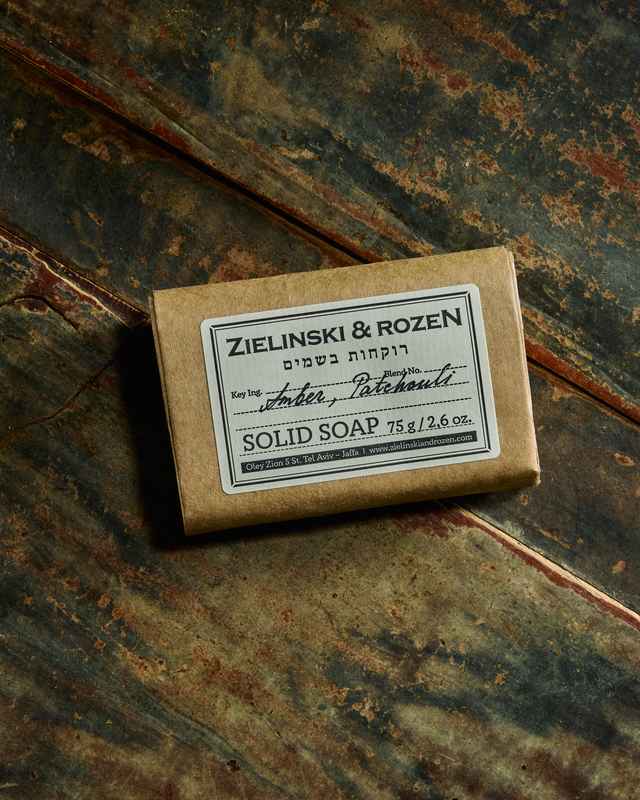 ZIELINSKI & ROZEN
רוקחות בשמים
Key Ing. Amber, Patchouli Blend No.
SOLID SOAP 75 g / 2,6 oz.
Oley Zion 5 St. Tel Aviv – Jaffa | www.zielinskiandrozen.com